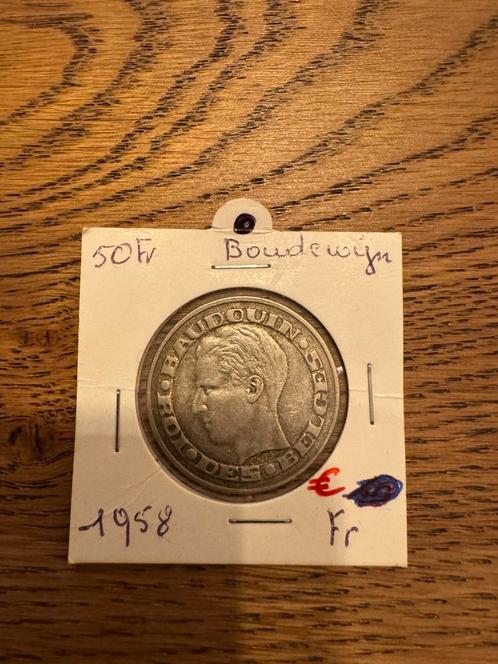 50Fr Boudewijn
BAUDOUIN · ROI DES BELGES ·
€
1958 Fr